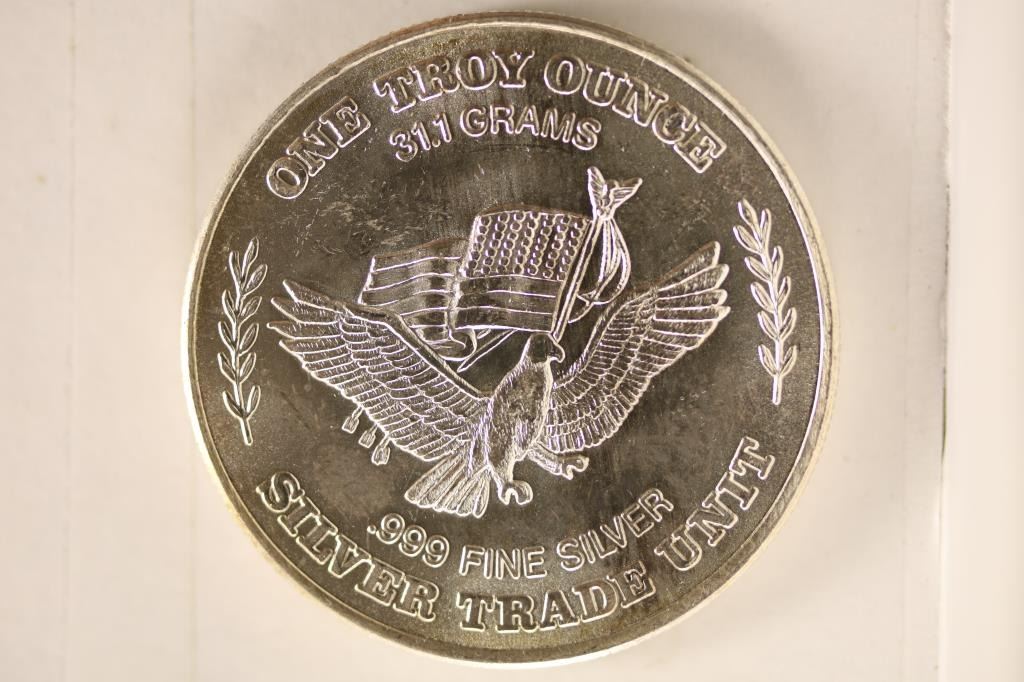 ONE TROY OUNCE
31.1 GRAMS
.999 FINE SILVER
SILVER TRADE UNIT